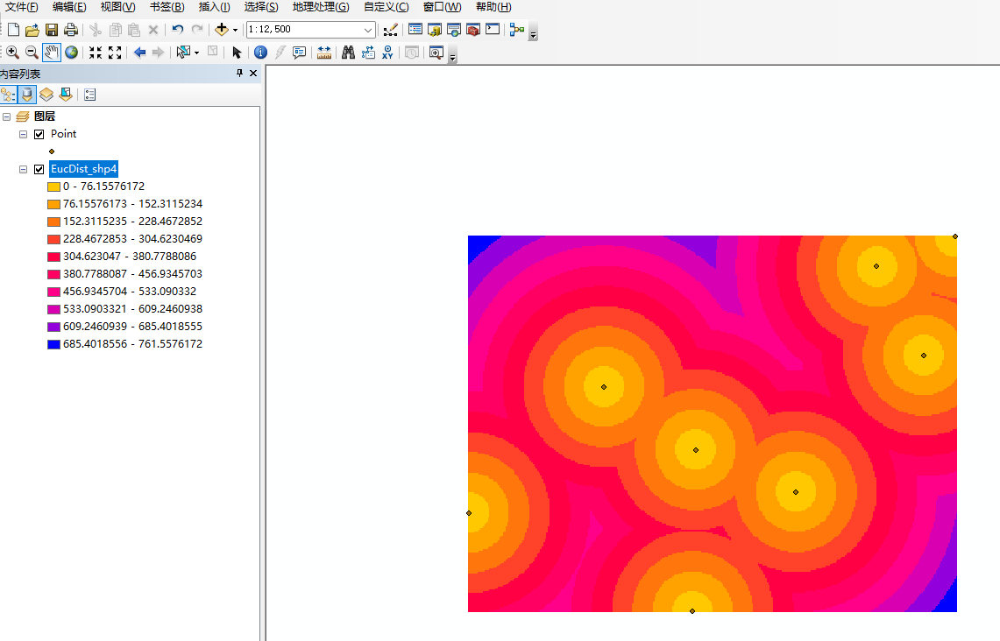 文件(F) 编辑(E) 视图(V) 书签(B) 插入(I) 选择(S) 地理处理(G) 自定义(C) 窗口(W) 帮助(H)
1:12,500
XY
内容列表
图层
Point
EucDist_shp4
0 - 76.15576172
76.15576173 - 152.3115234
152.3115235 - 228.4672852
228.4672853 - 304.6230469
304.623047 - 380.7788086
380.7788087 - 456.9345703
456.9345704 - 533.090332
533.0903321 - 609.2460938
609.2460939 - 685.4018555
685.4018556 - 761.5576172